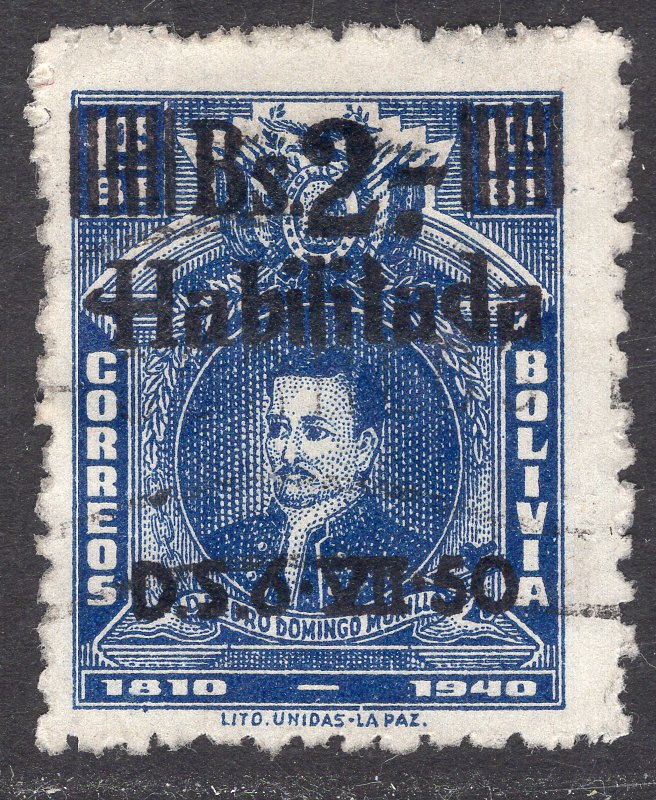 Bs. 2.-
Habilitada
CORREOS
BOLIVIA
D.S 6·VII·50
DOMINGO
1810 — 1940
LITO. UNIDAS-LA PAZ.